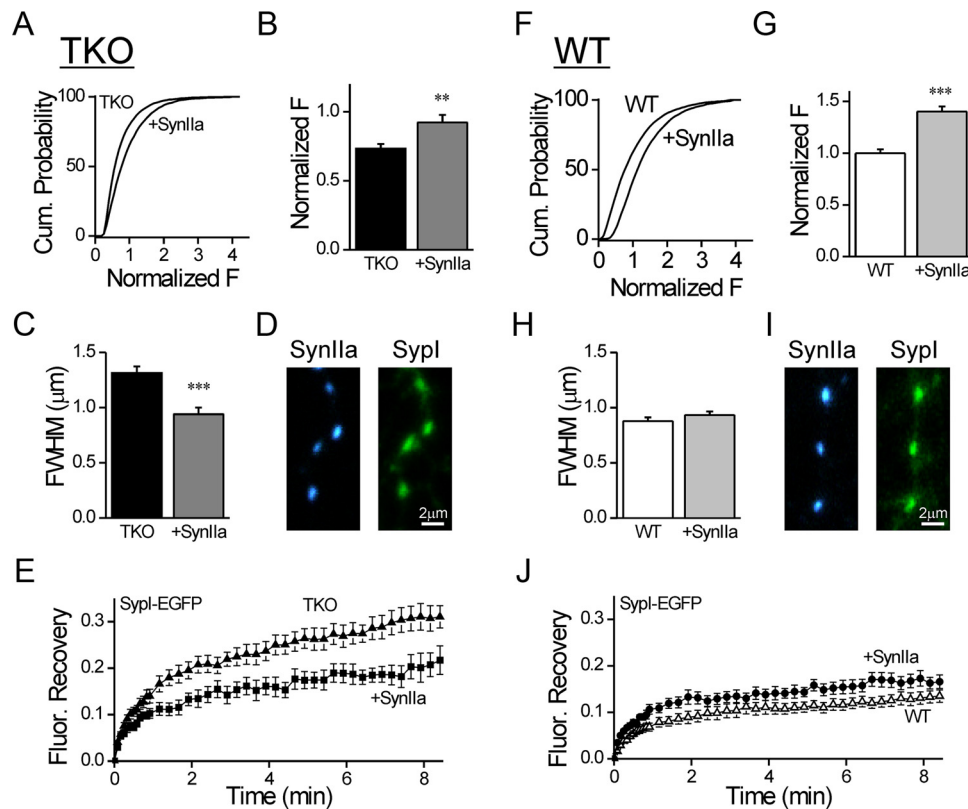 A
TKO
Cum. Probability
100
50
0
TKO
+SynIIa
0 1 2 3 4
Normalized F
B
Normalized F
1.0
0.5
0.0
**
TKO +SynIIa
F
WT
Cum. Probability
100
50
0
WT
+SynIIa
0 1 2 3 4
Normalized F
G
Normalized F
1.5
1.0
0.5
0.0
***
WT +SynIIa
C
FWHM (μm)
1.5
1.0
0.5
0.0
***
TKO +SynIIa
D
SynIIa SypI
2μm
H
FWHM (μm)
1.5
1.0
0.5
0.0
WT +SynIIa
I
SynIIa SypI
2μm
E
Fluor. Recovery
0.3
0.2
0.1
0.0
SypI-EGFP
TKO
+SynIIa
0 2 4 6 8
Time (min)
J
Fluor. Recovery
0.3
0.2
0.1
0.0
SypI-EGFP
+SynIIa
WT
0 2 4 6 8
Time (min)